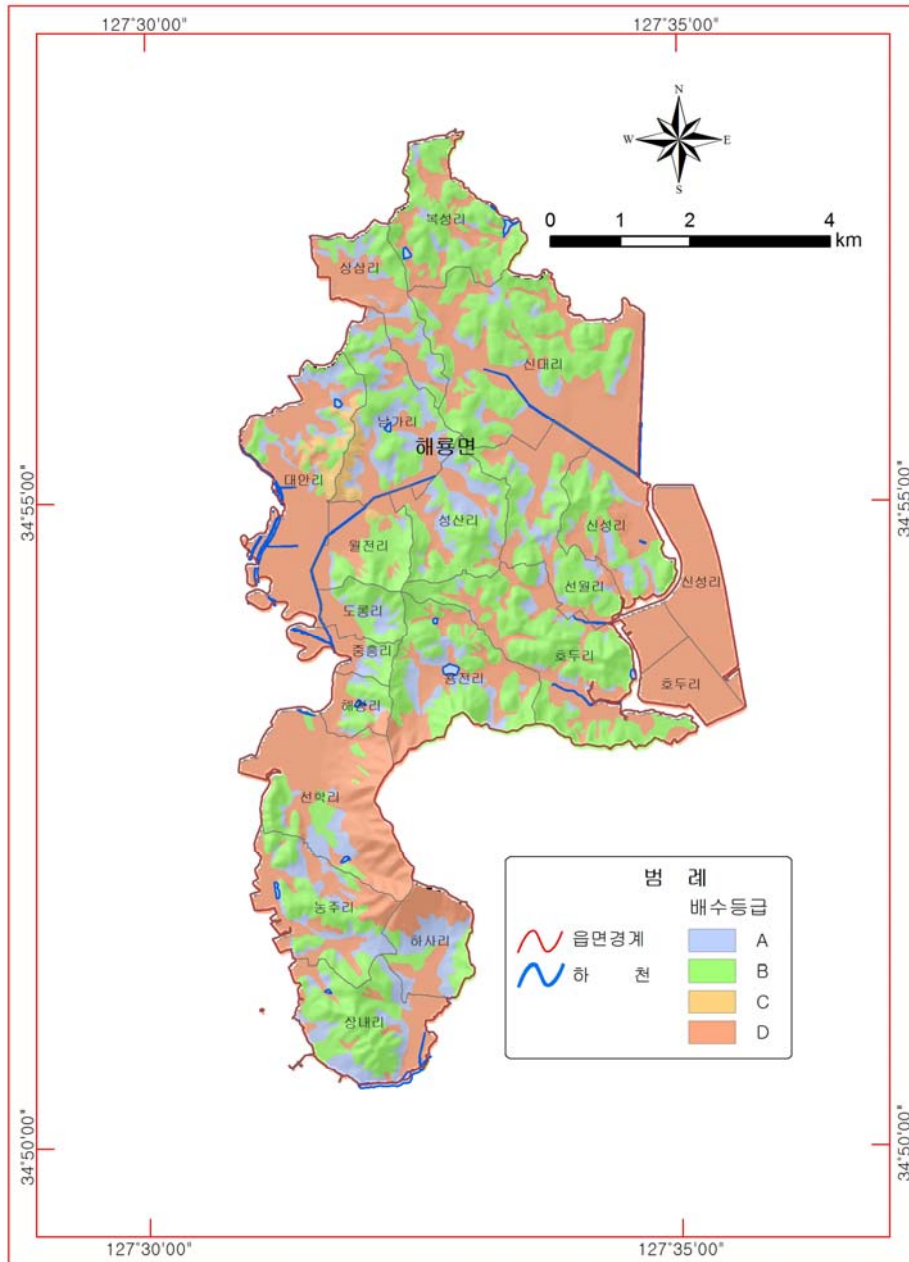 127°30'00"
127°35'00"
N
W
E
S
0
1
2
4
km
복성리
상삼리
신대리
남가리
해룡면
대안리
34°55'00"
34°55'00"
성산리
신성리
월전리
선월리
신성리
도롱리
중흥리
호두리
용전리
호두리
해창리
선학리
농주리
하사리
상내리
범 례
배수등급
읍면경계
하 천
A
B
C
D
34°50'00"
34°50'00"
127°30'00"
127°35'00"